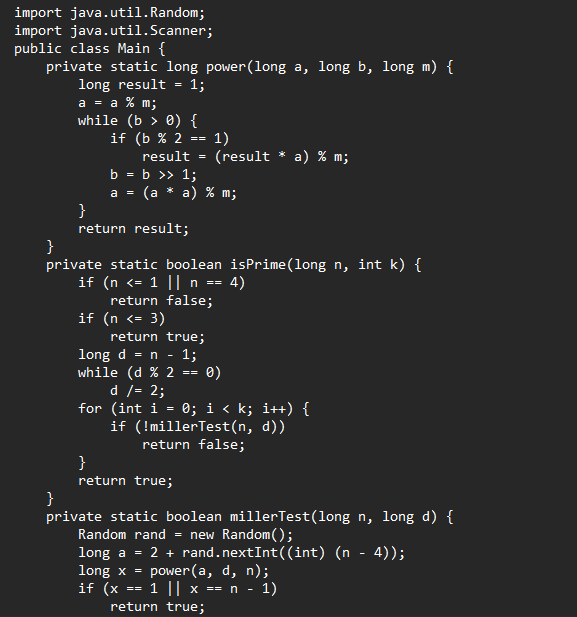 import java.util.Random;
import java.util.Scanner;
public class Main {
    private static long power(long a, long b, long m) {
        long result = 1;
        a = a % m;
        while (b > 0) {
            if (b % 2 == 1)
                result = (result * a) % m;
            b = b >> 1;
            a = (a * a) % m;
        }
        return result;
    }
    private static boolean isPrime(long n, int k) {
        if (n <= 1 || n == 4)
            return false;
        if (n <= 3)
            return true;
        long d = n - 1;
        while (d % 2 == 0)
            d /= 2;
        for (int i = 0; i < k; i++) {
            if (!millerTest(n, d))
                return false;
        }
        return true;
    }
    private static boolean millerTest(long n, long d) {
        Random rand = new Random();
        long a = 2 + rand.nextInt((int) (n - 4));
        long x = power(a, d, n);
        if (x == 1 || x == n - 1)
            return true;